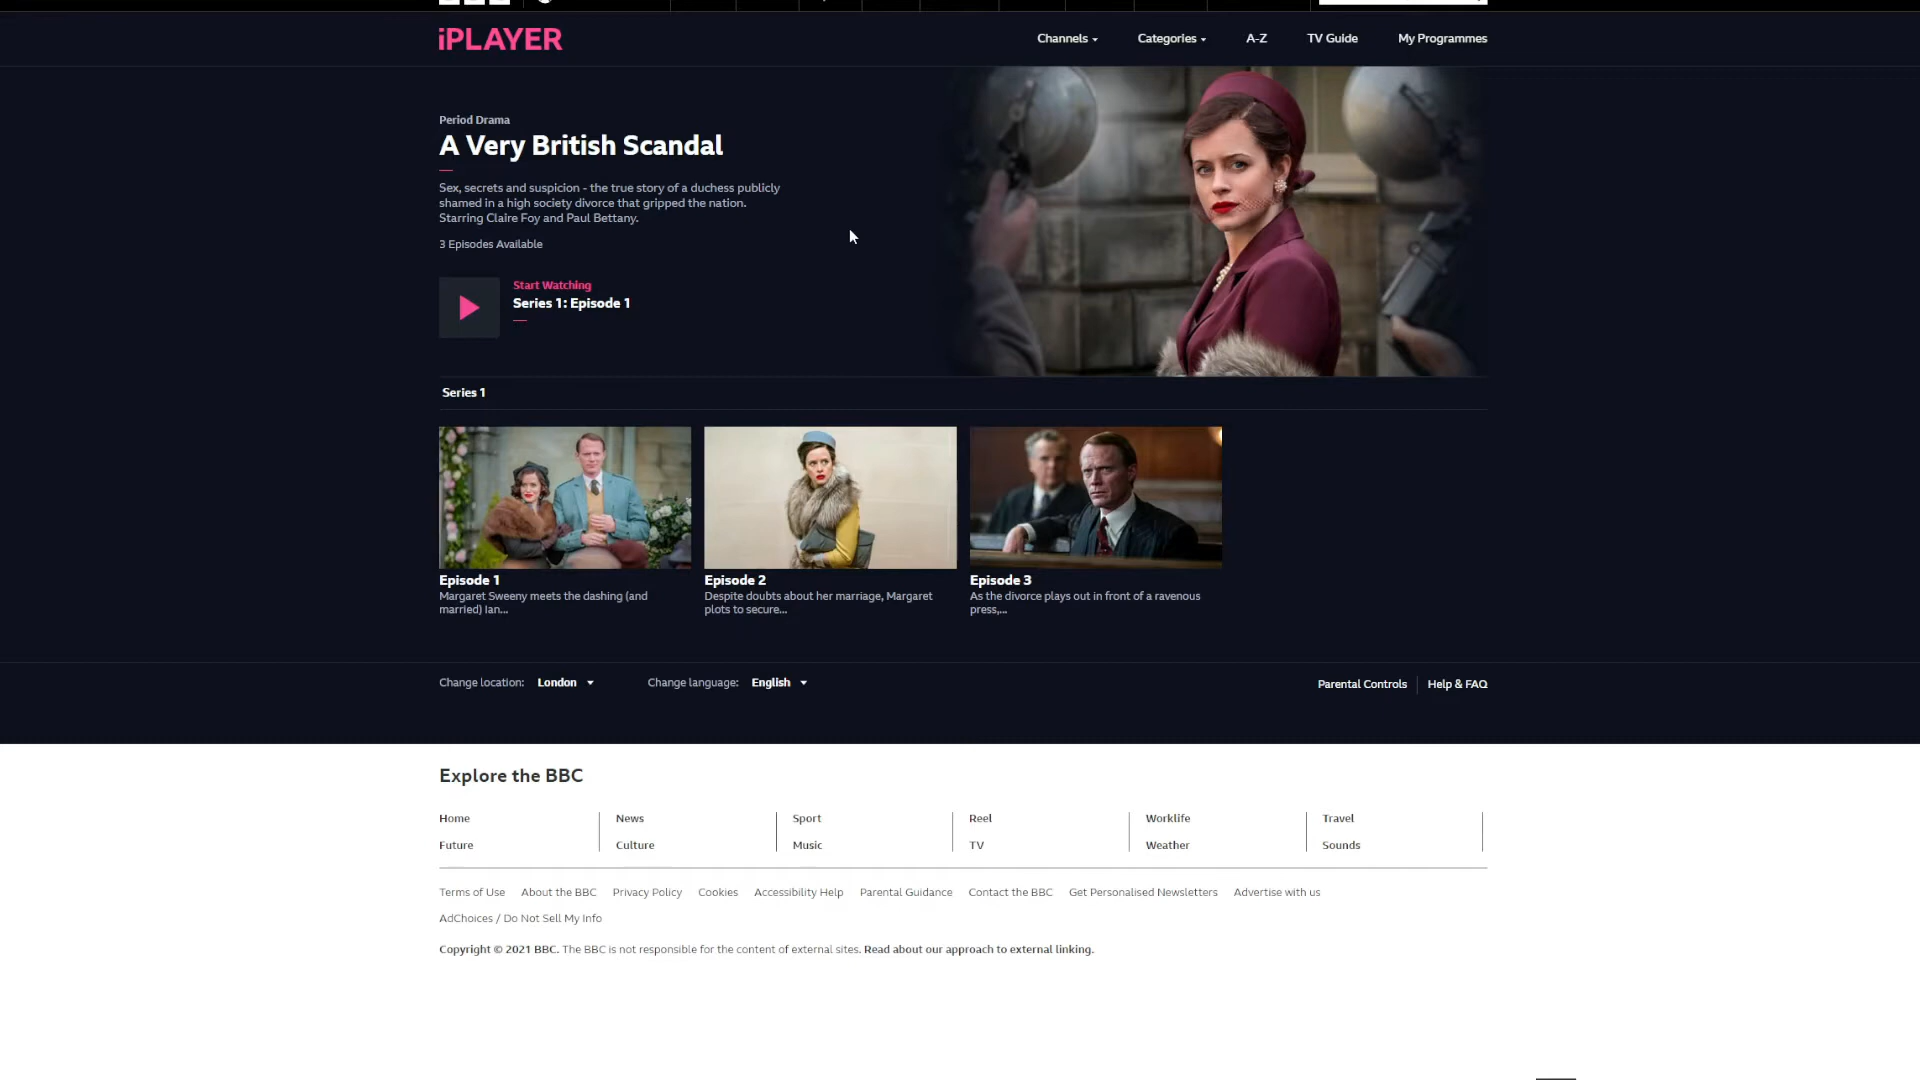 iPLAYER
Channels
Categories
A-Z
TV Guide
My Programmes
Period Drama
A Very British Scandal
Sex, secrets and suspicion - the true story of a duchess publicly
shamed in a high society divorce that gripped the nation.
Starring Claire Foy and Paul Bettany.
3 Episodes Available
Start Watching
Series 1: Episode 1
Series 1
Episode 1
Margaret Sweeny meets the dashing (and
married) Ian...
Episode 2
Despite doubts about her marriage, Margaret
plots to secure...
Episode 3
As the divorce plays out in front of a ravenous
press,...
Change location: London
Change language: English
Parental Controls
Help & FAQ
Explore the BBC
Home
News
Sport
Reel
Worklife
Travel
Future
Culture
Music
TV
Weather
Sounds
Terms of Use
About the BBC
Privacy Policy
Cookies
Accessibility Help
Parental Guidance
Contact the BBC
Get Personalised Newsletters
Advertise with us
AdChoices / Do Not Sell My Info
Copyright © 2021 BBC. The BBC is not responsible for the content of external sites. Read about our approach to external linking.